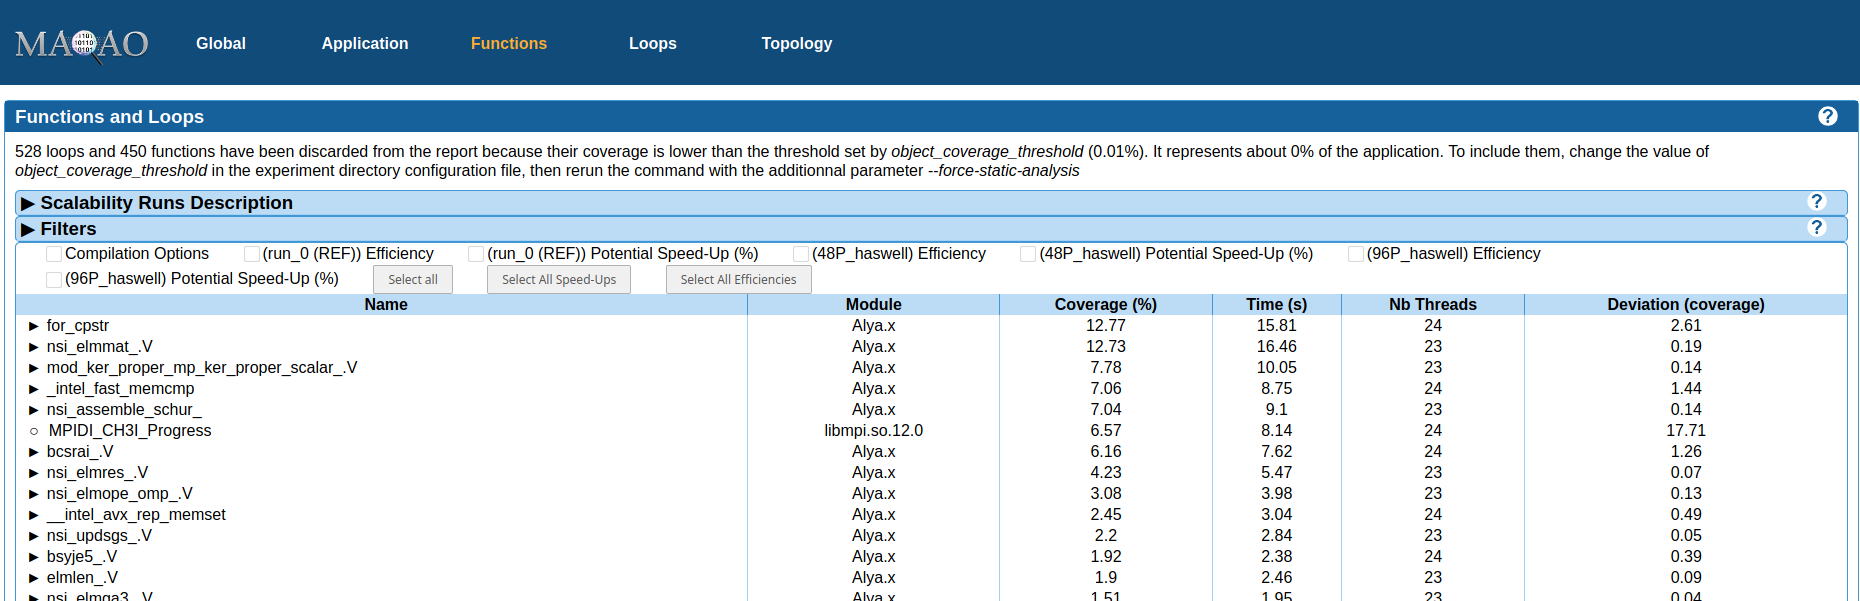 MAQAO Global Application Functions Loops Topology
Functions and Loops ?
528 loops and 450 functions have been discarded from the report because their coverage is lower than the threshold set by object_coverage_threshold (0.01%). It represents about 0% of the application. To include them, change the value of
object_coverage_threshold in the experiment directory configuration file, then rerun the command with the additionnal parameter --force-static-analysis
▶ Scalability Runs Description ?
▶ Filters ?
Compilation Options (run_0 (REF)) Efficiency (run_0 (REF)) Potential Speed-Up (%) (48P_haswell) Efficiency (48P_haswell) Potential Speed-Up (%) (96P_haswell) Efficiency
(96P_haswell) Potential Speed-Up (%) Select all Select All Speed-Ups Select All Efficiencies
Name Module Coverage (%) Time (s) Nb Threads Deviation (coverage)
▶ for_cpstr Alya.x 12.77 15.81 24 2.61
▶ nsi_elmmat_.V Alya.x 12.73 16.46 23 0.19
▶ mod_ker_proper_mp_ker_proper_scalar_.V Alya.x 7.78 10.05 23 0.14
▶ _intel_fast_memcmp Alya.x 7.06 8.75 24 1.44
▶ nsi_assemble_schur_ Alya.x 7.04 9.1 23 0.14
○ MPIDI_CH3I_Progress libmpi.so.12.0 6.57 8.14 24 17.71
▶ bcsrai_.V Alya.x 6.16 7.62 24 1.26
▶ nsi_elmres_.V Alya.x 4.23 5.47 23 0.07
▶ nsi_elmope_omp_.V Alya.x 3.08 3.98 23 0.13
▶ __intel_avx_rep_memset Alya.x 2.45 3.04 24 0.49
▶ nsi_updsgs_.V Alya.x 2.2 2.84 23 0.05
▶ bsyje5_.V Alya.x 1.92 2.38 24 0.39
▶ elmlen_.V Alya.x 1.9 2.46 23 0.09
▶ nsi_elmga3_.V Alya.x 1.51 1.95 23 0.04